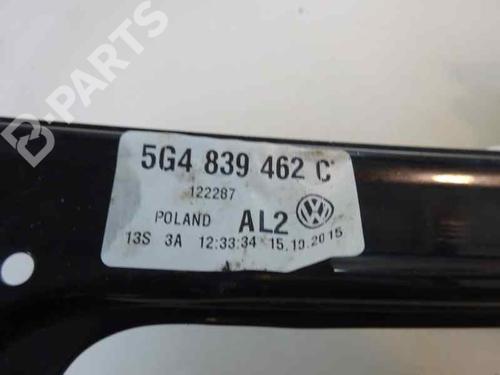 B-PARTS
5G4 839 462 C
122287
POLAND AL2
13S 3A 12:33:34 15.10.2015